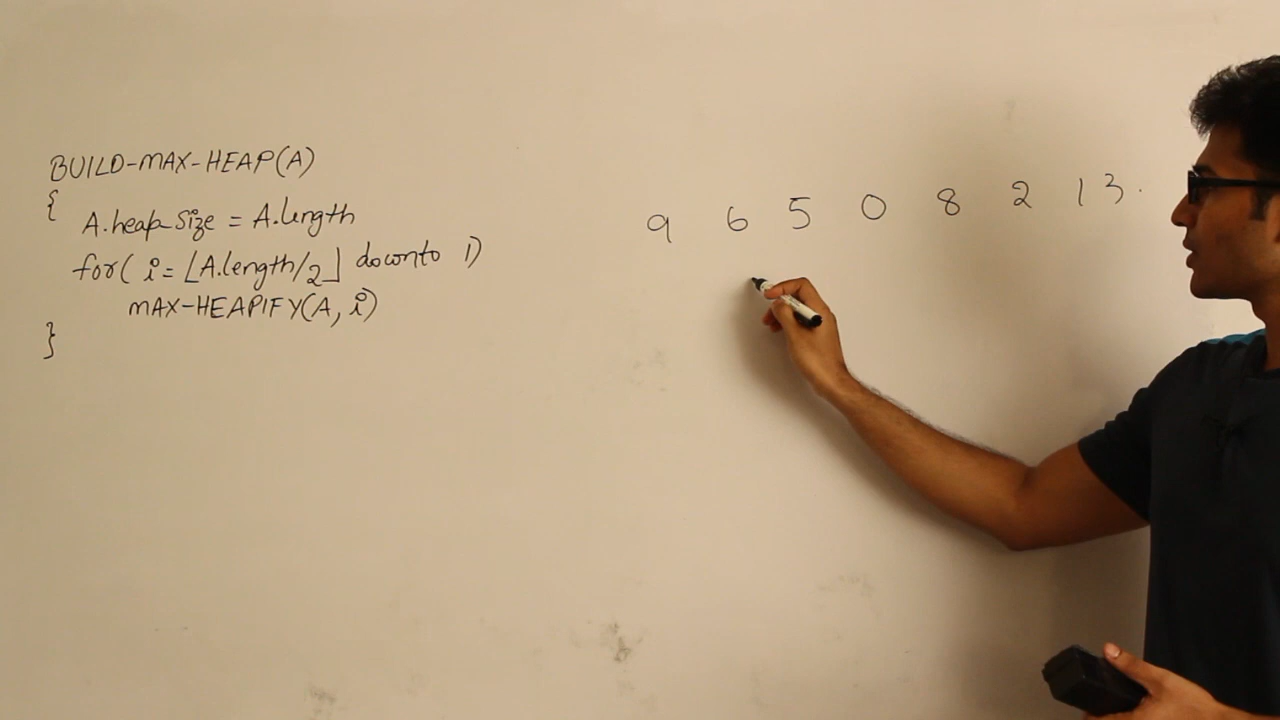 BUILD-MAX-HEAP(A)
{
A.heap-size = A.length
for( i = ⌊A.length/2⌋ downto 1)
MAX-HEAPIFY(A, i)
}
9 6 5 0 8 2 1 3.